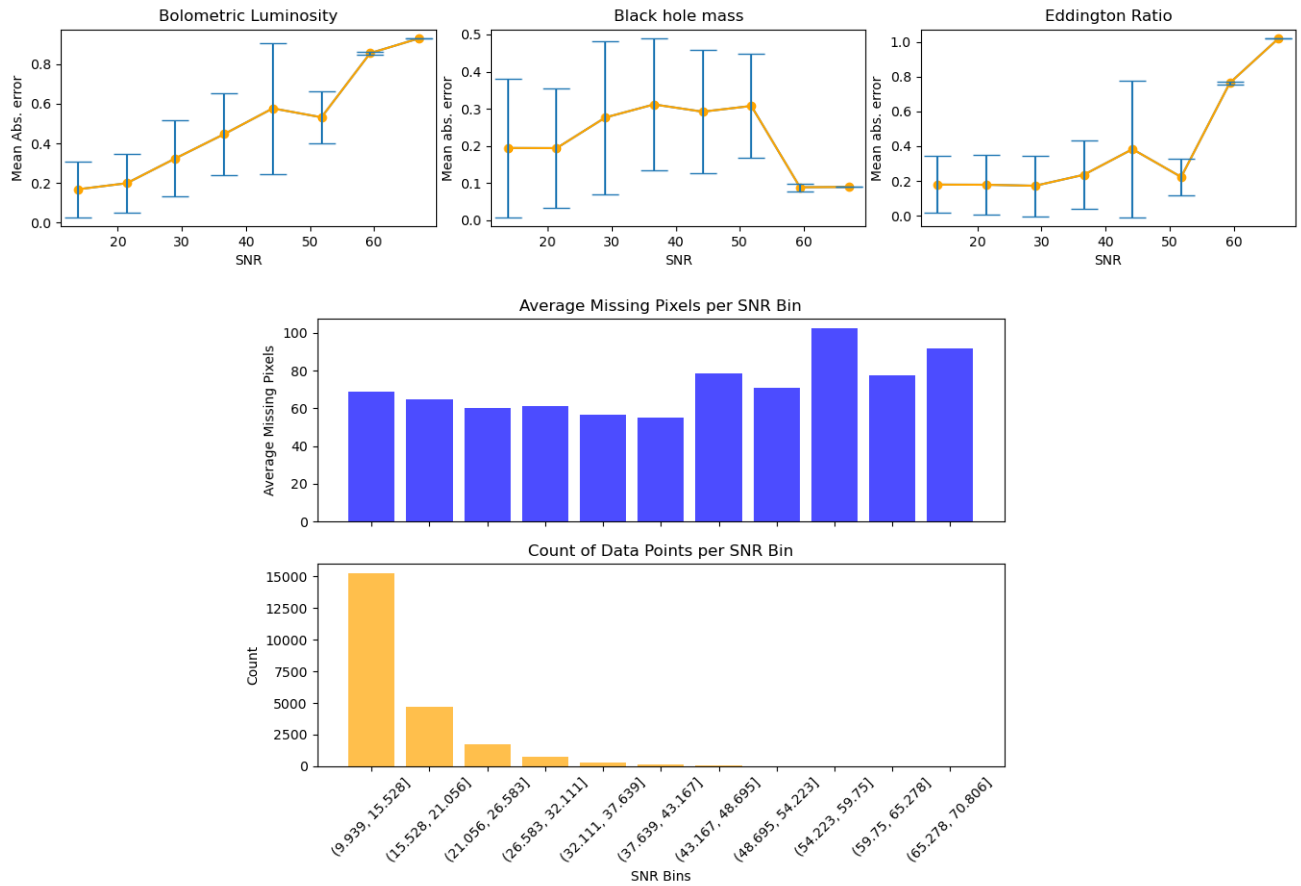 Bolometric Luminosity
Mean Abs. error
0.8
0.6
0.4
0.2
0.0
20 30 40 50 60
SNR
Black hole mass
Mean abs. error
0.5
0.4
0.3
0.2
0.1
0.0
20 30 40 50 60
SNR
Eddington Ratio
Mean abs. error
1.0
0.8
0.6
0.4
0.2
0.0
20 30 40 50 60
SNR
Average Missing Pixels per SNR Bin
Average Missing Pixels
100
80
60
40
20
0
Count of Data Points per SNR Bin
Count
15000
12500
10000
7500
5000
2500
0
(9.939, 15.528]
(15.528, 21.056]
(21.056, 26.583]
(26.583, 32.111]
(32.111, 37.639]
(37.639, 43.167]
(43.167, 48.695]
(48.695, 54.223]
(54.223, 59.75]
(59.75, 65.278]
(65.278, 70.806]
SNR Bins